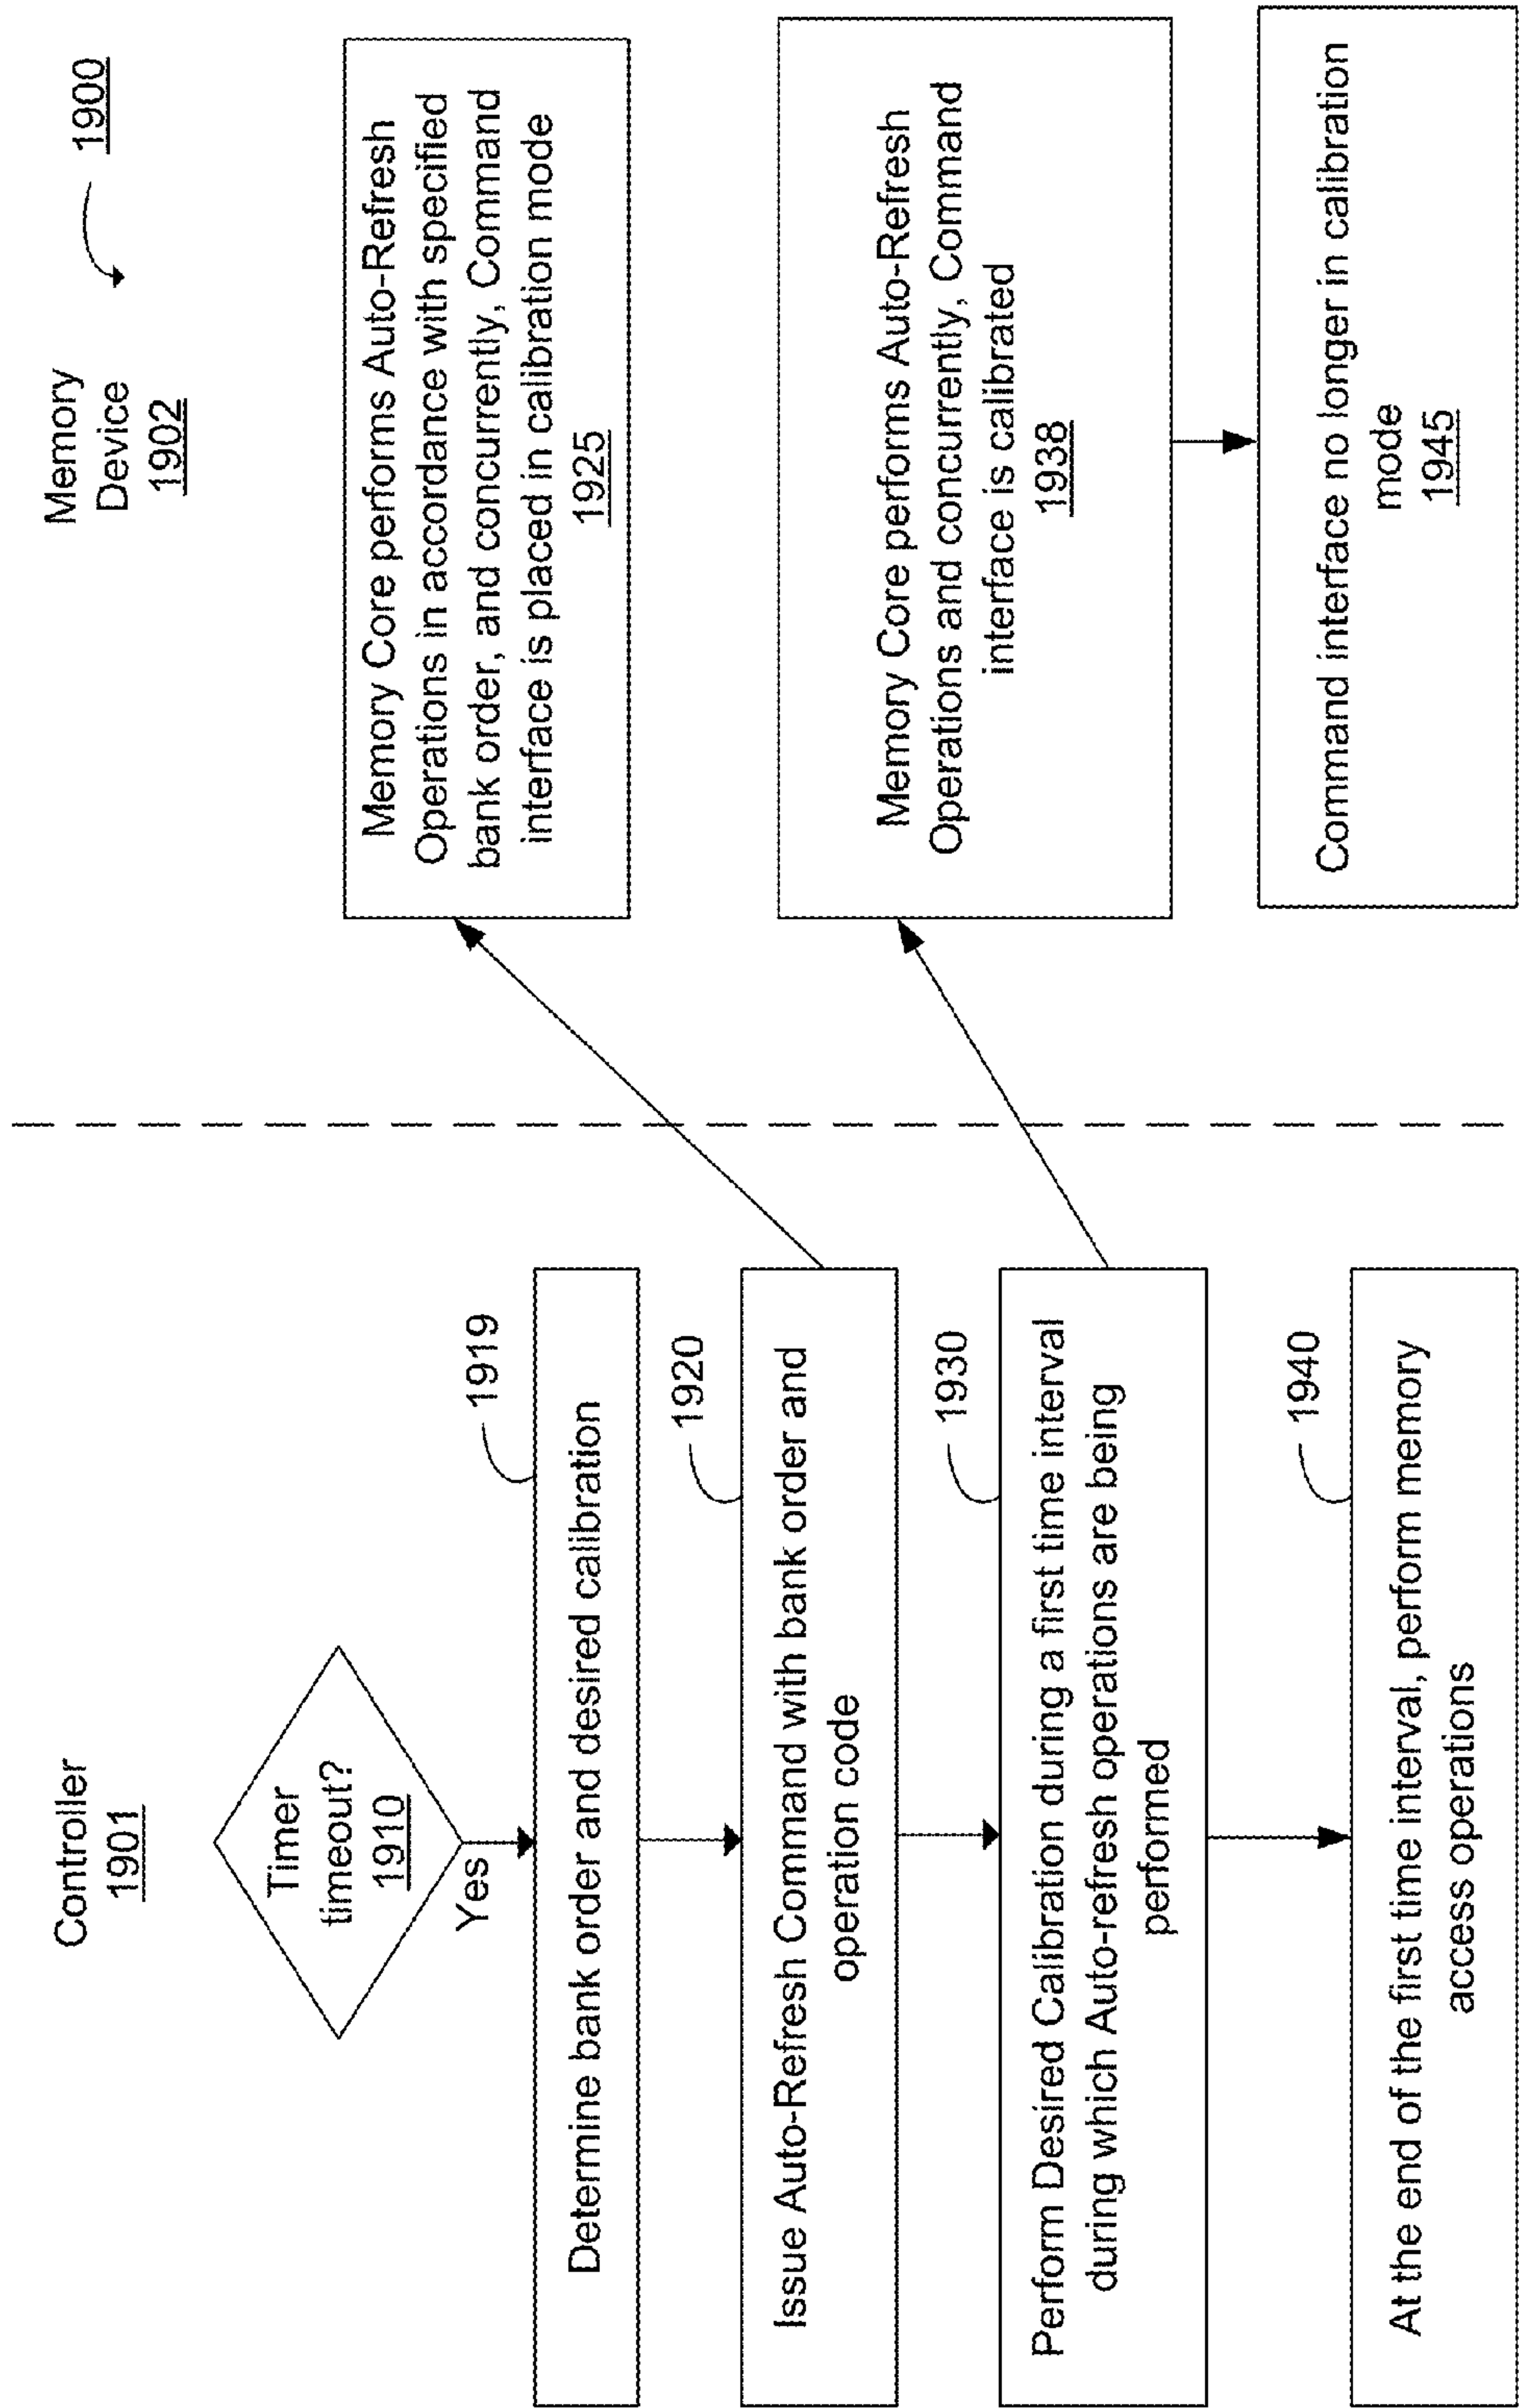 Controller
1901
Memory
Device
1902
1900
Timer
timeout?
1910
Yes
1919
Determine bank order and desired calibration
1920
Issue Auto-Refresh Command with bank order and
operation code
Memory Core performs Auto-Refresh
Operations in accordance with specified
bank order, and concurrently, Command
interface is placed in calibration mode
1925
1930
Perform Desired Calibration during a first time interval
during which Auto-refresh operations are being
performed
Memory Core performs Auto-Refresh
Operations and concurrently, Command
interface is calibrated
1938
1940
At the end of the first time interval, perform memory
access operations
Command interface no longer in calibration
mode
1945